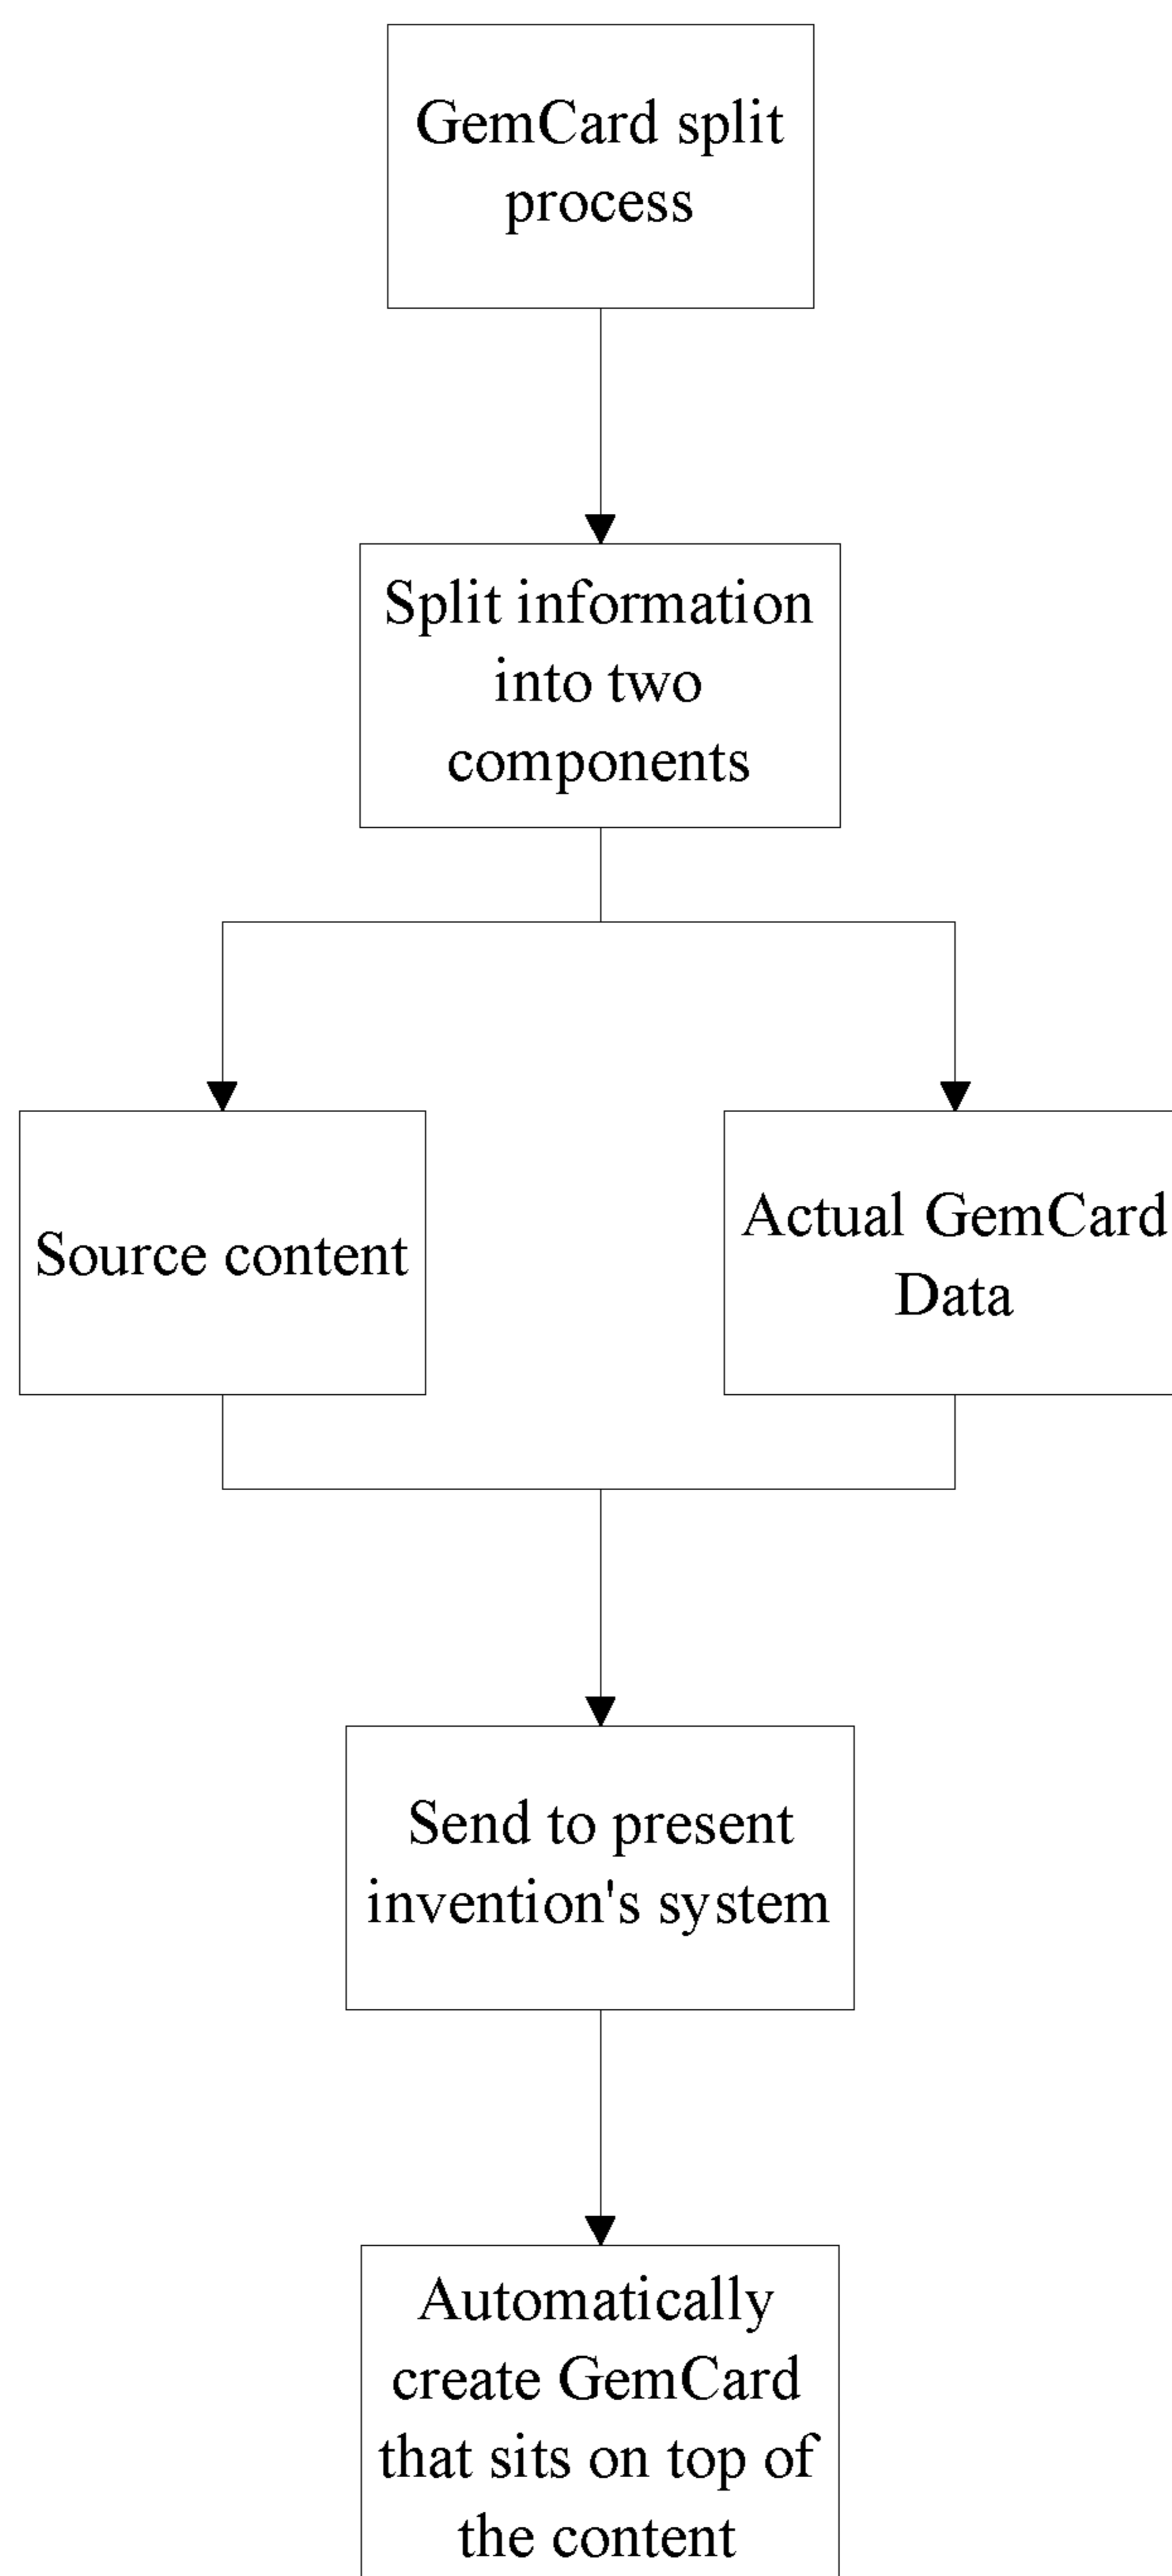 GemCard split
process
Split information
into two
components
Source content
Actual GemCard
Data
Send to present
invention's system
Automatically
create GemCard
that sits on top of
the content